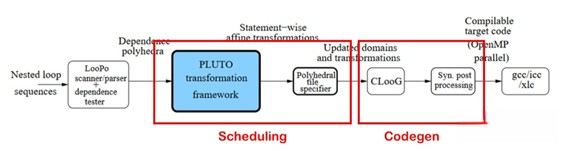 Nested loop
sequences
LooPo
scanner/parser
+
dependence
tester
Dependence
polyhedra
PLUTO
transformation
framework
Statement−wise
affine transformations
Polyhedral
tile
specifier
Updated domains
and transformations
CLooG
Syn. post
processing
Compilable
target code
(OpenMP
parallel)
gcc/icc
/xlc
Scheduling
Codegen